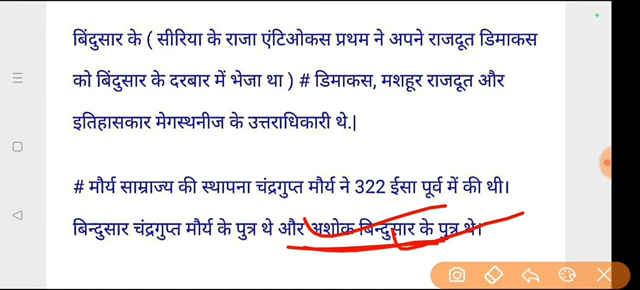 बिंदुसार के ( सीरिया के राजा एंटिओकस प्रथम ने अपने राजदूत डिमाकस
को बिंदुसार के दरबार में भेजा था ) # डिमाकस, मशहूर राजदूत और
इतिहासकार मेगस्थनीज के उत्तराधिकारी थे.|
# मौर्य साम्राज्य की स्थापना चंद्रगुप्त मौर्य ने 322 ईसा पूर्व में की थी।
बिन्दुसार चंद्रगुप्त मौर्य के पुत्र थे और अशोक बिन्दुसार के पुत्र थे।